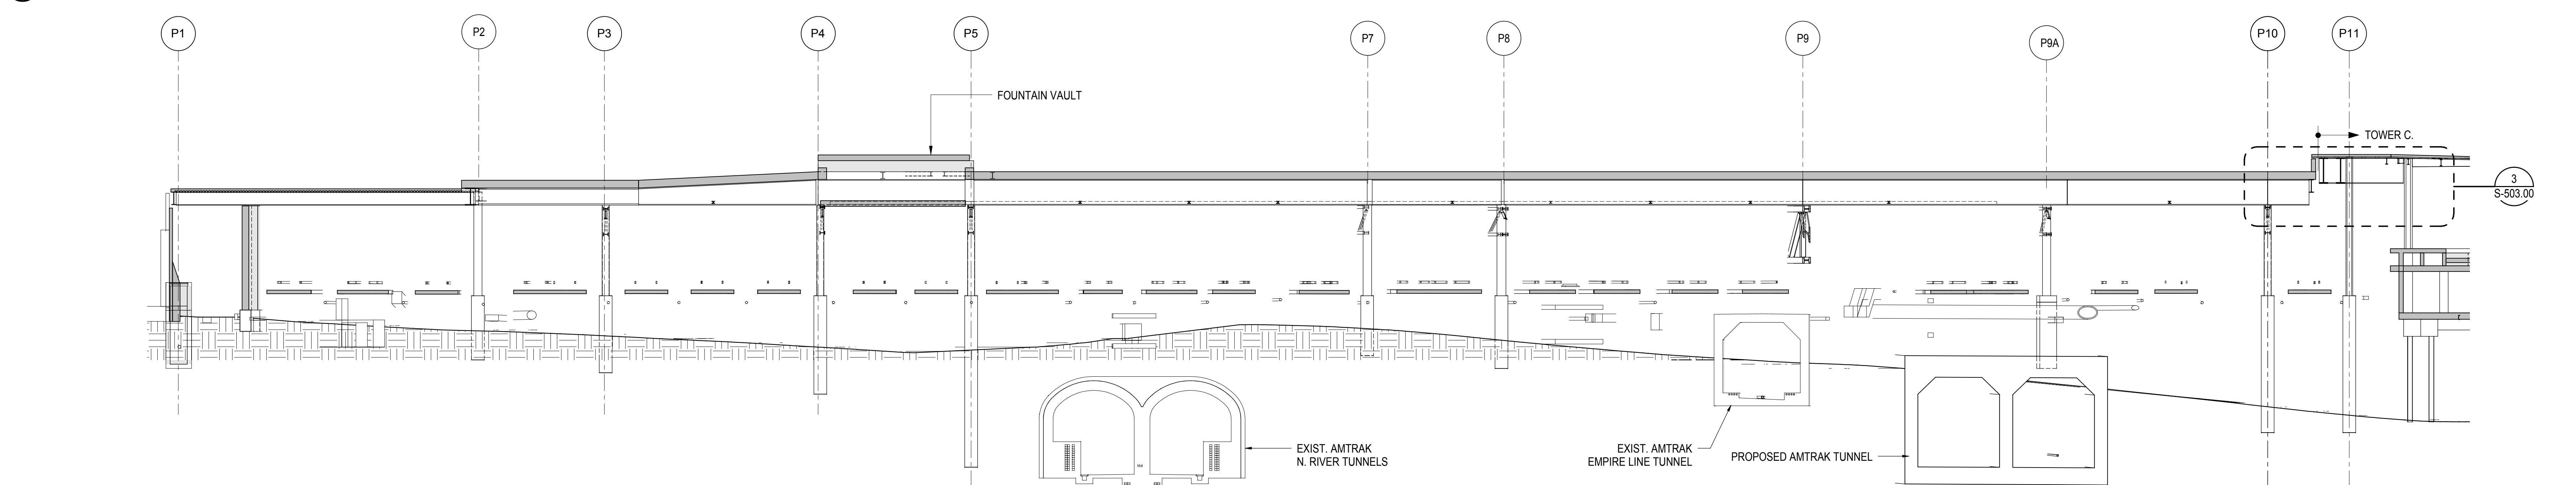 P1
P2
P3
P4
P5
P7
P8
P9
P9A
P10
P11
FOUNTAIN VAULT
TOWER C.
3
S-503.00
EXIST. AMTRAK
N. RIVER TUNNELS
EXIST. AMTRAK
EMPIRE LINE TUNNEL
PROPOSED AMTRAK TUNNEL